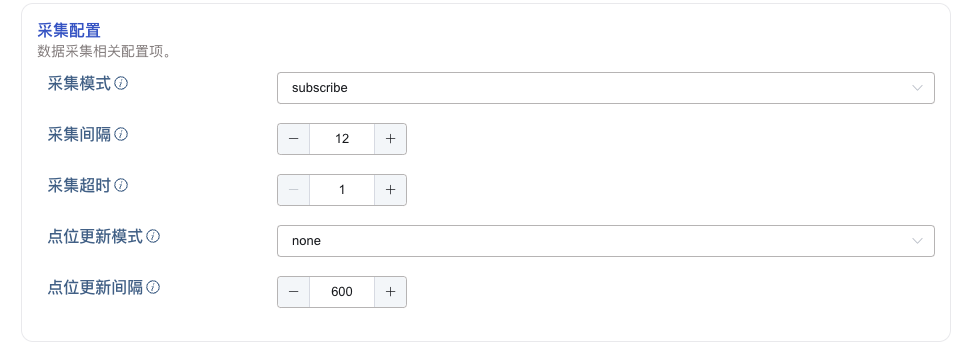 采集配置
数据采集相关配置项。
采集模式 subscribe
采集间隔 12
采集超时 1
点位更新模式 none
点位更新间隔 600